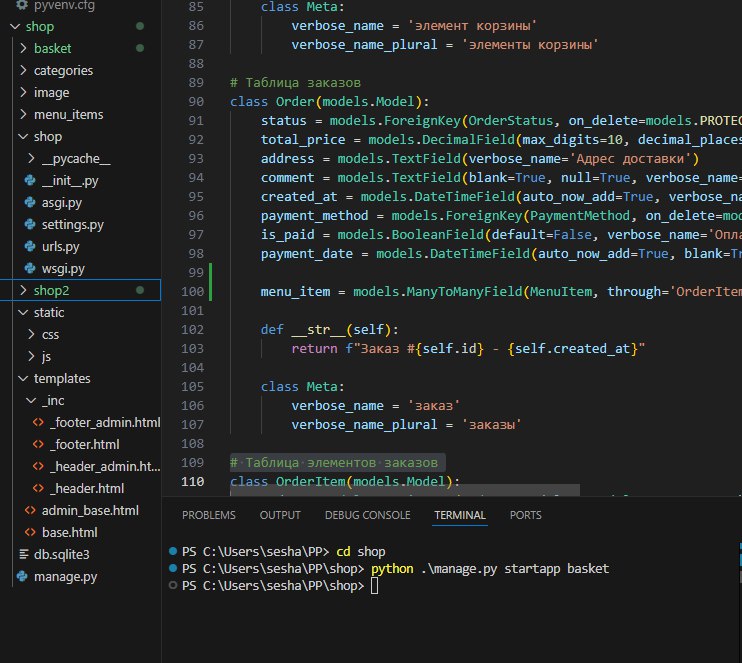 pyvenv.cfg
shop
basket
categories
image
menu_items
shop
__pycache__
__init__.py
asgi.py
settings.py
urls.py
wsgi.py
shop2
static
css
js
templates
_inc
_footer_admin.html
_footer.html
_header_admin.ht...
_header.html
admin_base.html
base.html
db.sqlite3
manage.py
85 class Meta:
86 verbose_name = 'элемент корзины'
87 verbose_name_plural = 'элементы корзины'
88
89 # Таблица заказов
90 class Order(models.Model):
91 status = models.ForeignKey(OrderStatus, on_delete=models.PROTEC
92 total_price = models.DecimalField(max_digits=10, decimal_places
93 address = models.TextField(verbose_name='Адрес доставки')
94 comment = models.TextField(blank=True, null=True, verbose_name=
95 created_at = models.DateTimeField(auto_now_add=True, verbose_na
96 payment_method = models.ForeignKey(PaymentMethod, on_delete=mod
97 is_paid = models.BooleanField(default=False, verbose_name='Опла
98 payment_date = models.DateTimeField(auto_now_add=True, blank=Tr
99
100 menu_item = models.ManyToManyField(MenuItem, through='OrderItem
101
102 def __str__(self):
103 return f"Заказ #{self.id} - {self.created_at}"
104
105 class Meta:
106 verbose_name = 'заказ'
107 verbose_name_plural = 'заказы'
108
109 # Таблица элементов заказов
110 class OrderItem(models.Model):
PROBLEMS OUTPUT DEBUG CONSOLE TERMINAL PORTS
PS C:\Users\sesha\PP> cd shop
PS C:\Users\sesha\PP\shop> python .\manage.py startapp basket
PS C:\Users\sesha\PP\shop>